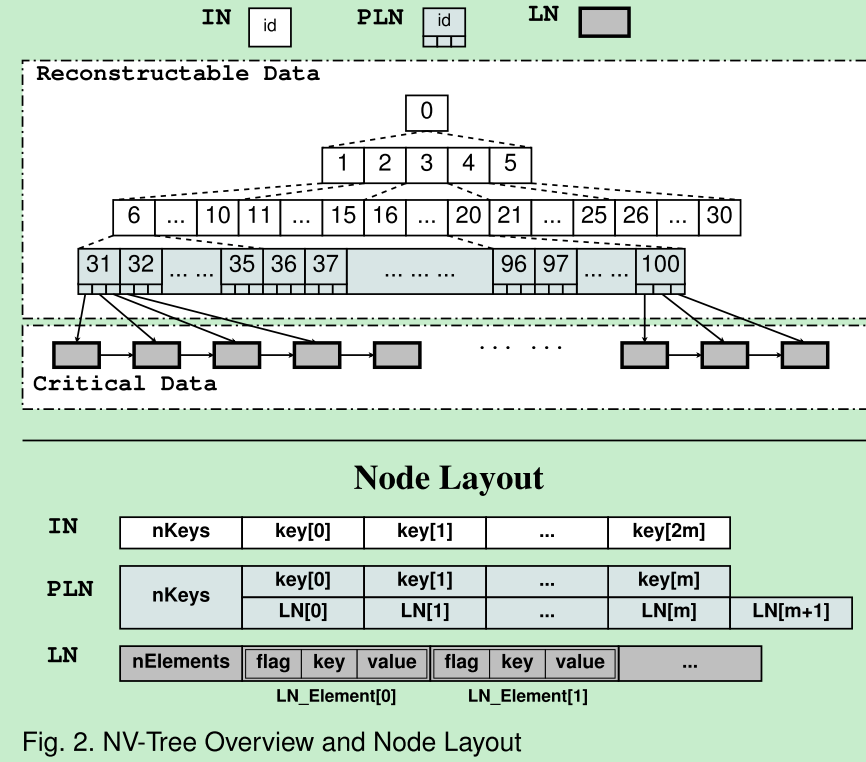 IN id PLN id LN
Reconstructable Data
0
1 2 3 4 5
6 ... 10 11 ... 15 16 ... 20 21 ... 25 26 ... 30
31 32 ... ... 35 36 37 ... ... ... 96 97 ... ... 100
... ...
Critical Data
Node Layout
IN nKeys key[0] key[1] ... key[2m]
PLN nKeys key[0] key[1] ... key[m]
LN[0] LN[1] ... LN[m] LN[m+1]
LN nElements flag key value flag key value ...
LN_Element[0] LN_Element[1]
Fig. 2. NV-Tree Overview and Node Layout